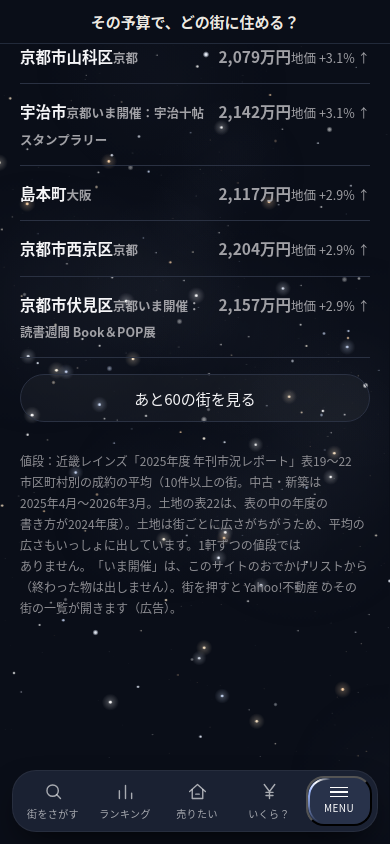 その予算で、どの街に住める？
京都市山科区京都 2,079万円地価 +3.1% ↑
宇治市京都いま開催：宇治十帖 2,142万円地価 +3.1% ↑
スタンプラリー
島本町大阪 2,117万円地価 +2.9% ↑
京都市西京区京都 2,204万円地価 +2.9% ↑
京都市伏見区京都いま開催： 2,157万円地価 +2.9% ↑
読書週間 Book＆POP展
あと60の街を見る
値段：近畿レインズ「2025年度 年刊市況レポート」表19〜22
市区町村別の成約の平均（10件以上の街。中古・新築は
2025年4月〜2026年3月。土地の表22は、表の中の年度の
書き方が2024年度）。土地は街ごとに広さがちがうため、平均の
広さもいっしょに出しています。1軒ずつの値段では
ありません。「いま開催」は、このサイトのおでかけリストから
（終わった物は出しません）。街を押すと Yahoo!不動産 のその
街の一覧が開きます（広告）。
街をさがす ランキング 売りたい いくら？ MENU